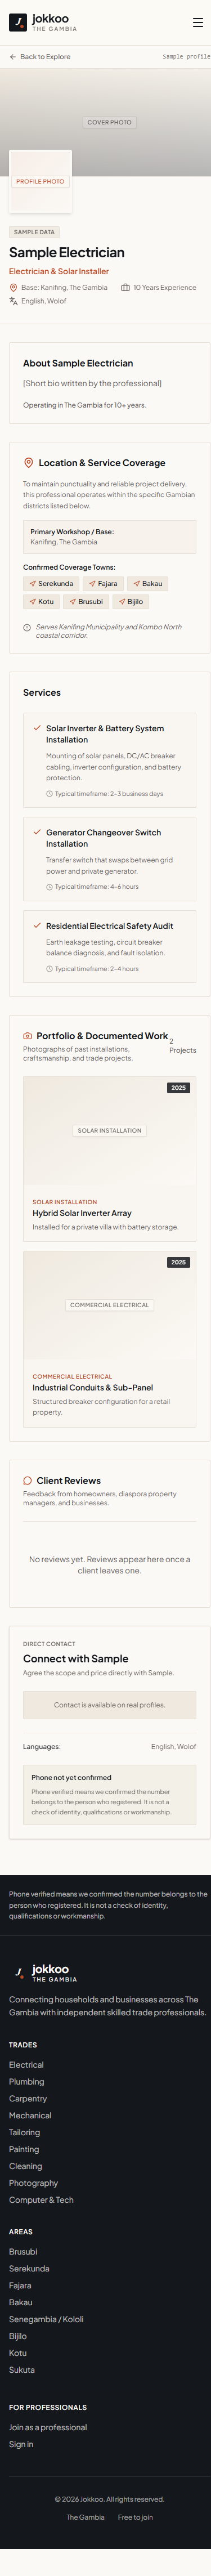 jokkoo
THE GAMBIA
Back to Explore
Sample profile
COVER PHOTO
PROFILE PHOTO
SAMPLE DATA
Sample Electrician
Electrician & Solar Installer
Base: Kanifing, The Gambia
10 Years Experience
English, Wolof
About Sample Electrician
[Short bio written by the professional]
Operating in The Gambia for 10+ years.
Location & Service Coverage
To maintain punctuality and reliable project delivery,
this professional operates within the specific Gambian
districts listed below.
Primary Workshop / Base:
Kanifing, The Gambia
Confirmed Coverage Towns:
Serekunda
Fajara
Bakau
Kotu
Brusubi
Bijilo
Serves Kanifing Municipality and Kombo North
coastal corridor.
Services
Solar Inverter & Battery System
Installation
Mounting of solar panels, DC/AC breaker
cabling, inverter configuration, and battery
protection.
Typical timeframe: 2–3 business days
Generator Changeover Switch
Installation
Transfer switch that swaps between grid
power and private generator.
Typical timeframe: 4–6 hours
Residential Electrical Safety Audit
Earth leakage testing, circuit breaker
balance diagnosis, and fault isolation.
Typical timeframe: 2–4 hours
Portfolio & Documented Work
Photographs of past installations,
craftsmanship, and trade projects.
2
Projects
2025
SOLAR INSTALLATION
SOLAR INSTALLATION
Hybrid Solar Inverter Array
Installed for a private villa with battery storage.
2025
COMMERCIAL ELECTRICAL
COMMERCIAL ELECTRICAL
Industrial Conduits & Sub-Panel
Structured breaker configuration for a retail
property.
Client Reviews
Feedback from homeowners, diaspora property
managers, and businesses.
No reviews yet. Reviews appear here once a
client leaves one.
DIRECT CONTACT
Connect with Sample
Agree the scope and price directly with Sample.
Contact is available on real profiles.
Languages:
English, Wolof
Phone not yet confirmed
Phone verified means we confirmed the number
belongs to the person who registered. It is not a
check of identity, qualifications or workmanship.
Phone verified means we confirmed the number belongs to the
person who registered. It is not a check of identity,
qualifications or workmanship.
jokkoo
THE GAMBIA
Connecting households and businesses across The
Gambia with independent skilled trade professionals.
TRADES
Electrical
Plumbing
Carpentry
Mechanical
Tailoring
Painting
Cleaning
Photography
Computer & Tech
AREAS
Brusubi
Serekunda
Fajara
Bakau
Senegambia / Kololi
Bijilo
Kotu
Sukuta
FOR PROFESSIONALS
Join as a professional
Sign in
© 2026 Jokkoo. All rights reserved.
The Gambia
Free to join